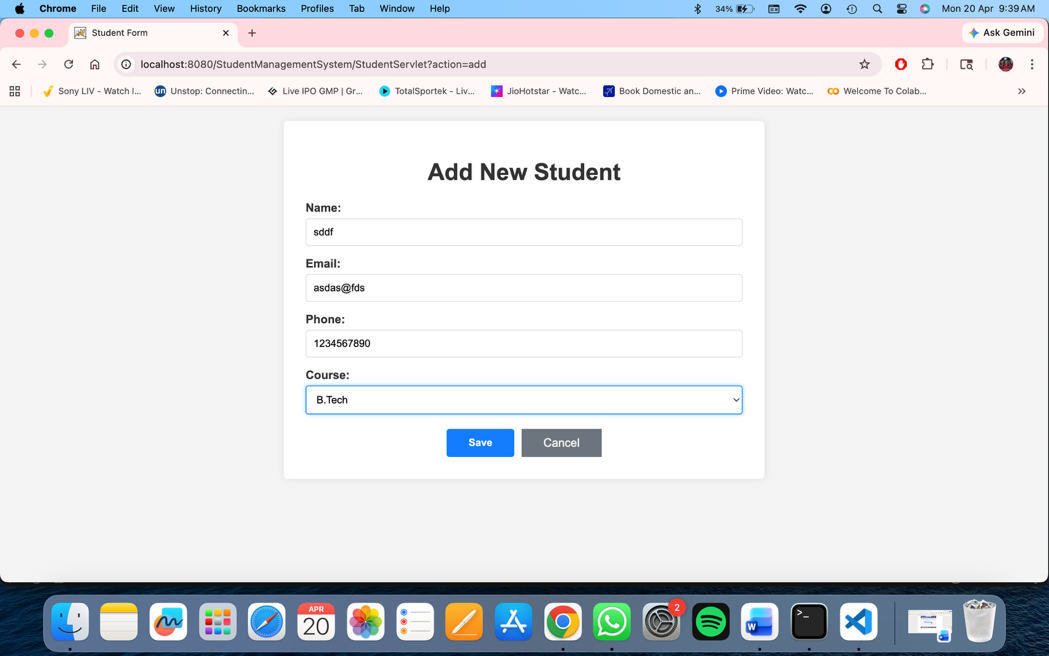 Chrome File Edit View History Bookmarks Profiles Tab Window Help 34% Mon 20 Apr 9:39 AM
Student Form Ask Gemini
localhost:8080/StudentManagementSystem/StudentServlet?action=add
Sony LIV - Watch I... un Unstop: Connectin... Live IPO GMP | Gr... TotalSportek - Liv... JioHotstar - Watc... Book Domestic an... Prime Video: Watc... Welcome To Colab...
Add New Student
Name:
sddf
Email:
asdas@fds
Phone:
1234567890
Course:
B.Tech
Save Cancel
APR
20
2
W
>_